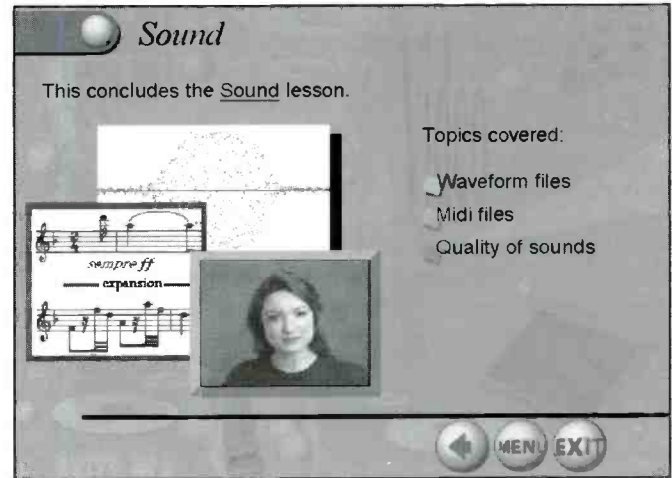 Sound
This concludes the Sound lesson.
Topics covered:
Waveform files
Midi files
Quality of sounds
sempre ff
expansion
MENU
EXIT